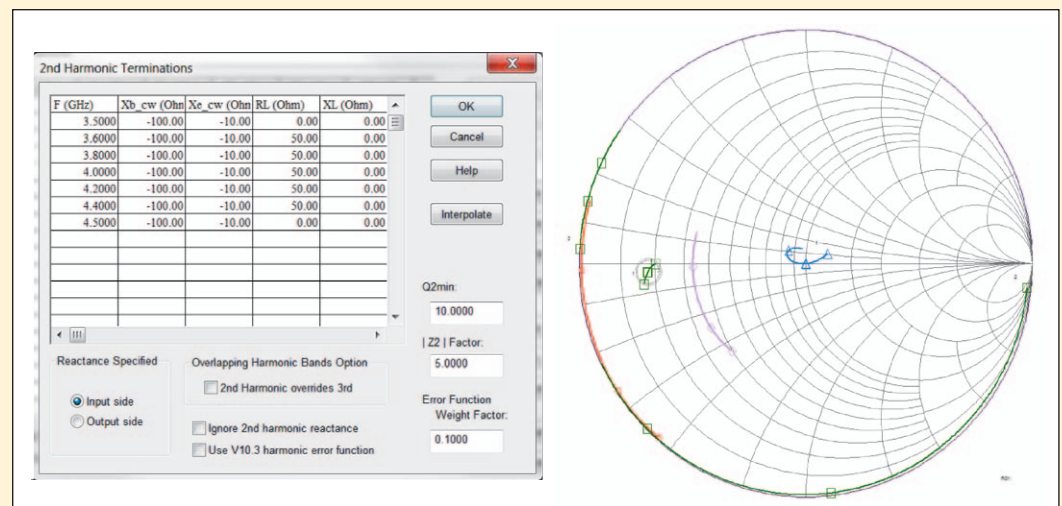 2nd Harmonic Terminations
X
F (GHz) Xb_cw (Ohn Xe_cw (Ohn RL (Ohm) XL (Ohm)
3.5000 -100.00 -10.00 0.00 0.00
3.6000 -100.00 -10.00 50.00 0.00
3.8000 -100.00 -10.00 50.00 0.00
4.0000 -100.00 -10.00 50.00 0.00
4.2000 -100.00 -10.00 50.00 0.00
4.4000 -100.00 -10.00 50.00 0.00
4.5000 -100.00 -10.00 0.00 0.00
OK
Cancel
Help
Interpolate
Q2min:
10.0000
| Z2 | Factor:
5.0000
Error Function
Weight Factor:
0.1000
Reactance Specified
Input side
Output side
Overlapping Harmonic Bands Option
2nd Harmonic overrides 3rd
Ignore 2nd harmonic reactance
Use V10.3 harmonic error function
3
1
1
2